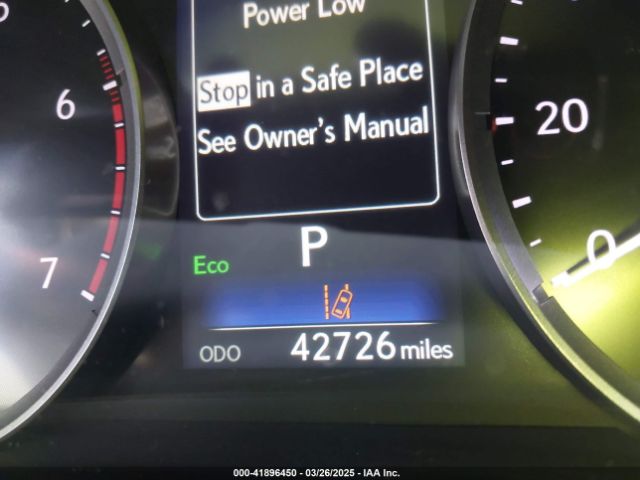 Power Low
Stop in a Safe Place
See Owner's Manual
6
20
P
Eco
7
0
ODO 42726 miles
000-41896450 - 03/26/2025 - IAA Inc.